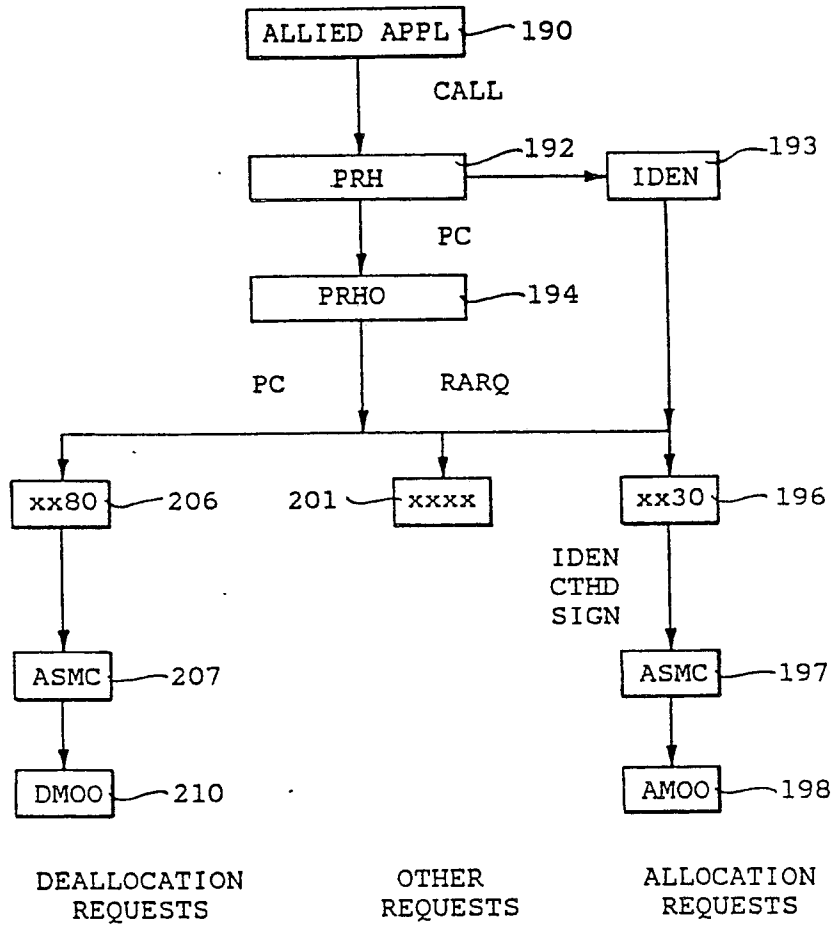 ALLIED APPL 190
CALL
PRH 192 IDEN 193
PC
PRHO 194
PC RARQ
xx80 206 201 xxxx xx30 196
IDEN
CTHD
SIGN
ASMC 207 ASMC 197
DMOO 210 AMOO 198
DEALLOCATION
REQUESTS
OTHER
REQUESTS
ALLOCATION
REQUESTS